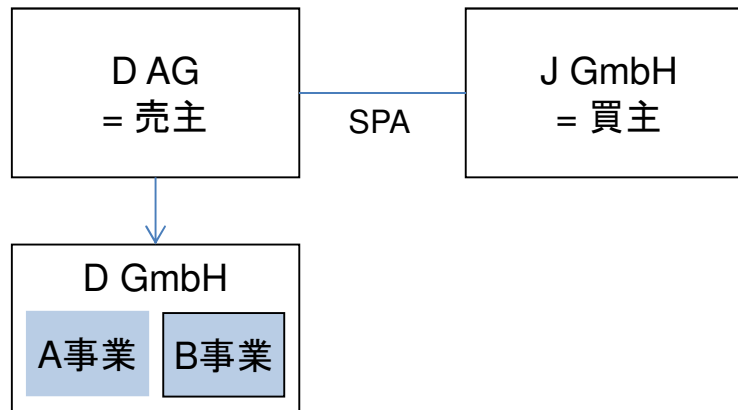 D AG
= 売主
SPA
J GmbH
= 買主
D GmbH
A事業
B事業